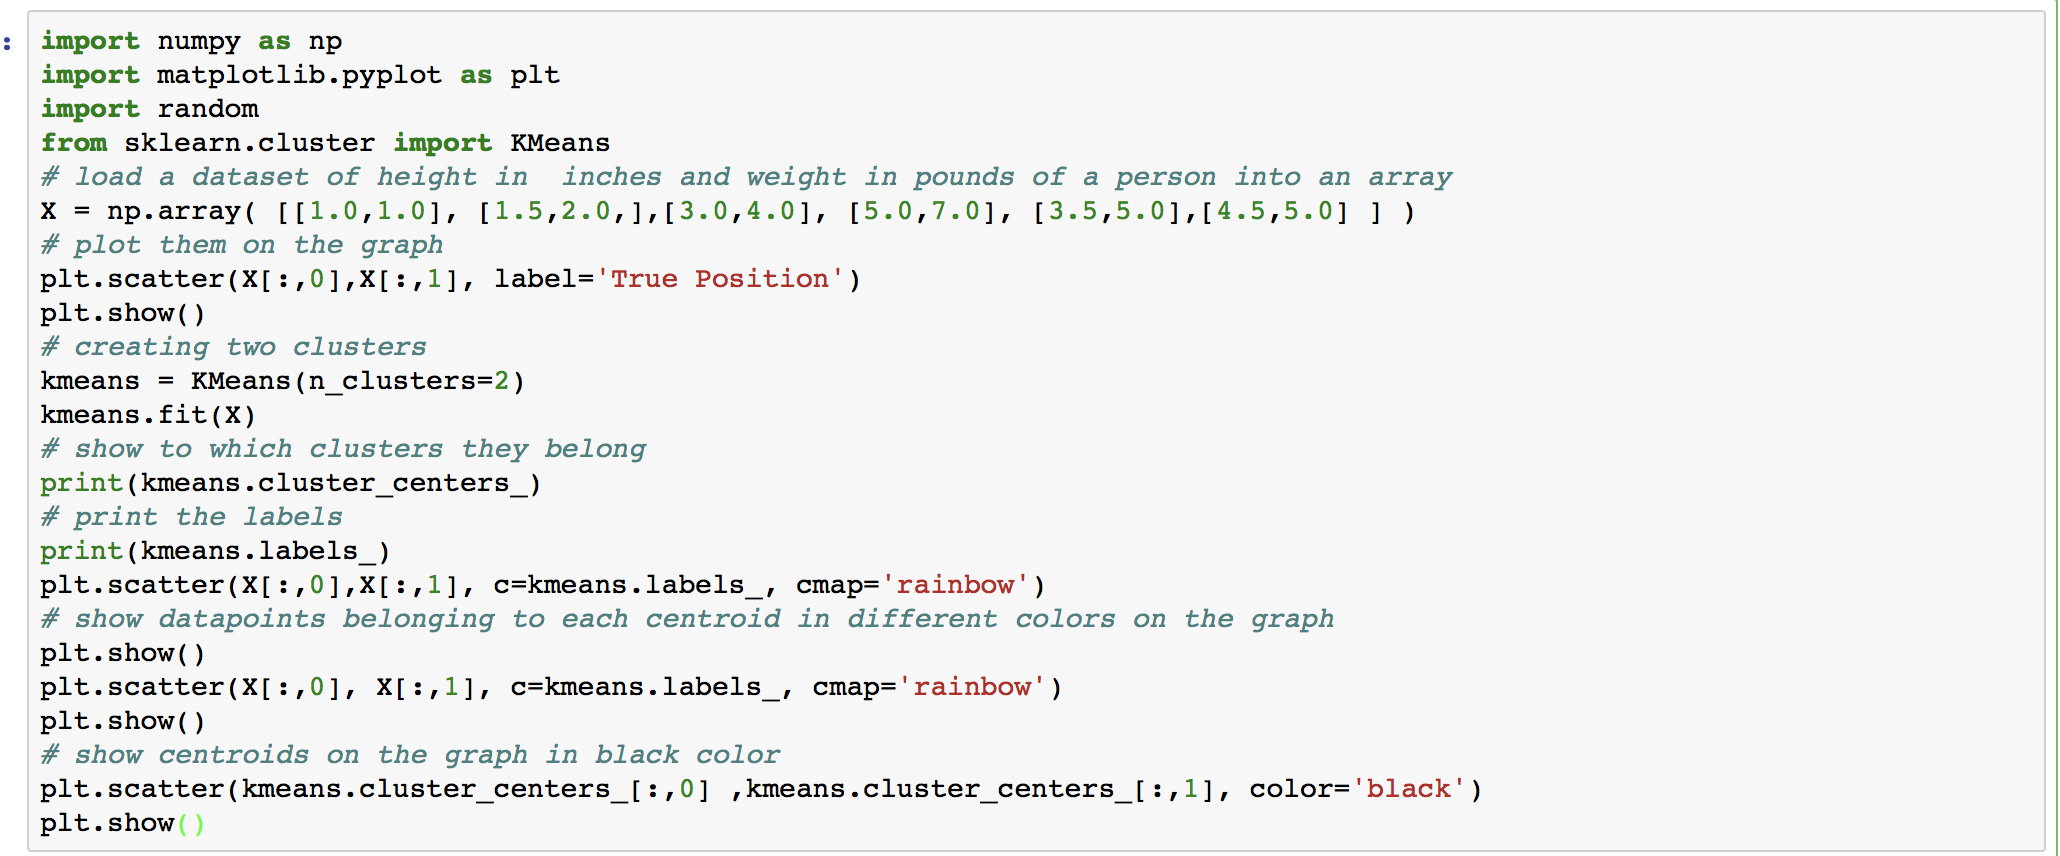 :
import numpy as np
import matplotlib.pyplot as plt
import random
from sklearn.cluster import KMeans
# load a dataset of height in  inches and weight in pounds of a person into an array
X = np.array( [[1.0,1.0], [1.5,2.0,],[3.0,4.0], [5.0,7.0], [3.5,5.0],[4.5,5.0] ] )
# plot them on the graph
plt.scatter(X[:,0],X[:,1], label='True Position')
plt.show()
# creating two clusters
kmeans = KMeans(n_clusters=2)
kmeans.fit(X)
# show to which clusters they belong
print(kmeans.cluster_centers_)
# print the labels
print(kmeans.labels_)
plt.scatter(X[:,0],X[:,1], c=kmeans.labels_, cmap='rainbow')
# show datapoints belonging to each centroid in different colors on the graph
plt.show()
plt.scatter(X[:,0], X[:,1], c=kmeans.labels_, cmap='rainbow')
plt.show()
# show centroids on the graph in black color
plt.scatter(kmeans.cluster_centers_[:,0] ,kmeans.cluster_centers_[:,1], color='black')
plt.show()